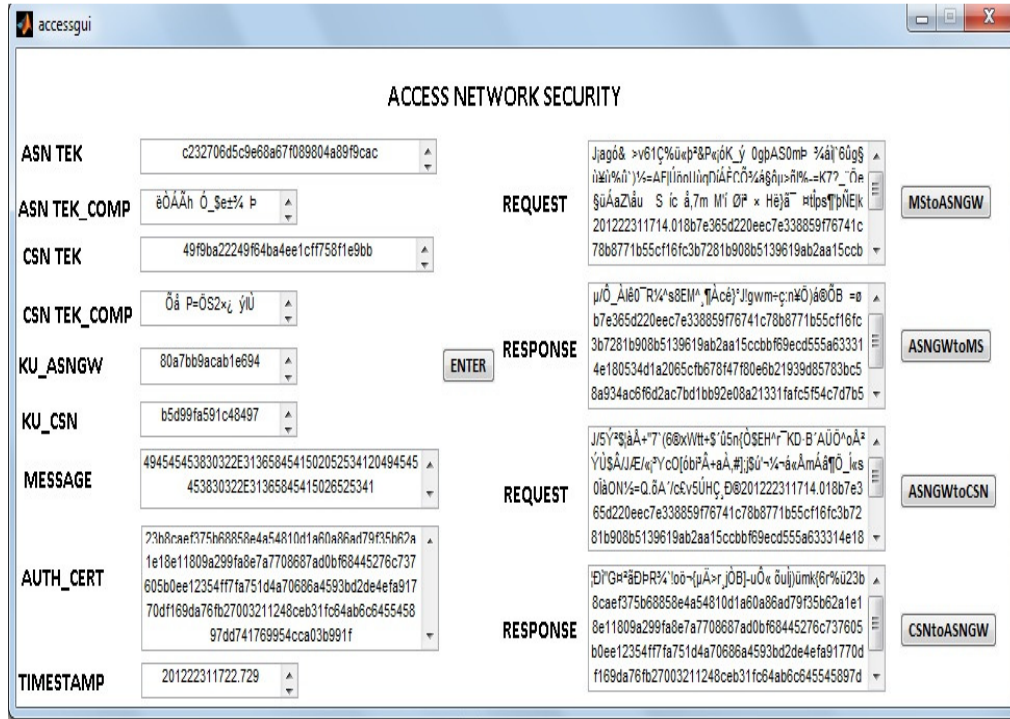 accessgui
ACCESS NETWORK SECURITY
ASN TEK
c232706d5c9e68a67f089804a89f9cac
ASN TEK_COMP
CSN TEK
49f9ba22249f64ba4ee1cff758f1e9bb
CSN TEK_COMP
KU_ASNGW
80a7bb9acab1e694
KU_CSN
b5d99fa591c48497
MESSAGE
494545453830322E31365845415020525341204 94545
453830322E31365845415026525341
AUTH_CERT
23b8caef375b68858e4a54810d1a60a86ad79f35b62a
1e18e11809a299fa8e7a7708687ad0bf68445276c737
605b0ee12354ff7fa751d4a70686a4593bd2de4efa917
70df169da76fb27003211248ceb31fc64ab6c6455458
97dd741769954cca03b991f
TIMESTAMP
201222311722.729
ENTER
REQUEST
201222311714.018b7e365d220eec7e338859f76741c
78b8771b55cf16fc3b7281b908b5139619ab2aa15ccb
MStoASNGW
RESPONSE
b7e365d220eec7e338859f76741c78b8771b55cf16fc
3b7281b908b5139619ab2aa15ccbbf69ecd555a63331
4e180534d1a2065cfb678f47f80e6b21939d85783bc5
8a934ac6f6d2ac7bd1bb92e08a21331fafc5f54c7d7b5
ASNGWtoMS
REQUEST
65d220eec7e338859f76741c78b8771b55cf16fc3b72
81b908b5139619ab2aa15ccbbf69ecd555a633314e18
ASNGWtoCSN
RESPONSE
8caef375b68858e4a54810d1a60a86ad79f35b62a1e1
8e11809a299fa8e7a7708687ad0bf68445276c737605
b0ee12354ff7fa751d4a70686a4593bd2de4efa91770d
f169da76fb27003211248ceb31fc64ab6c645545897d
CSNtoASNGW